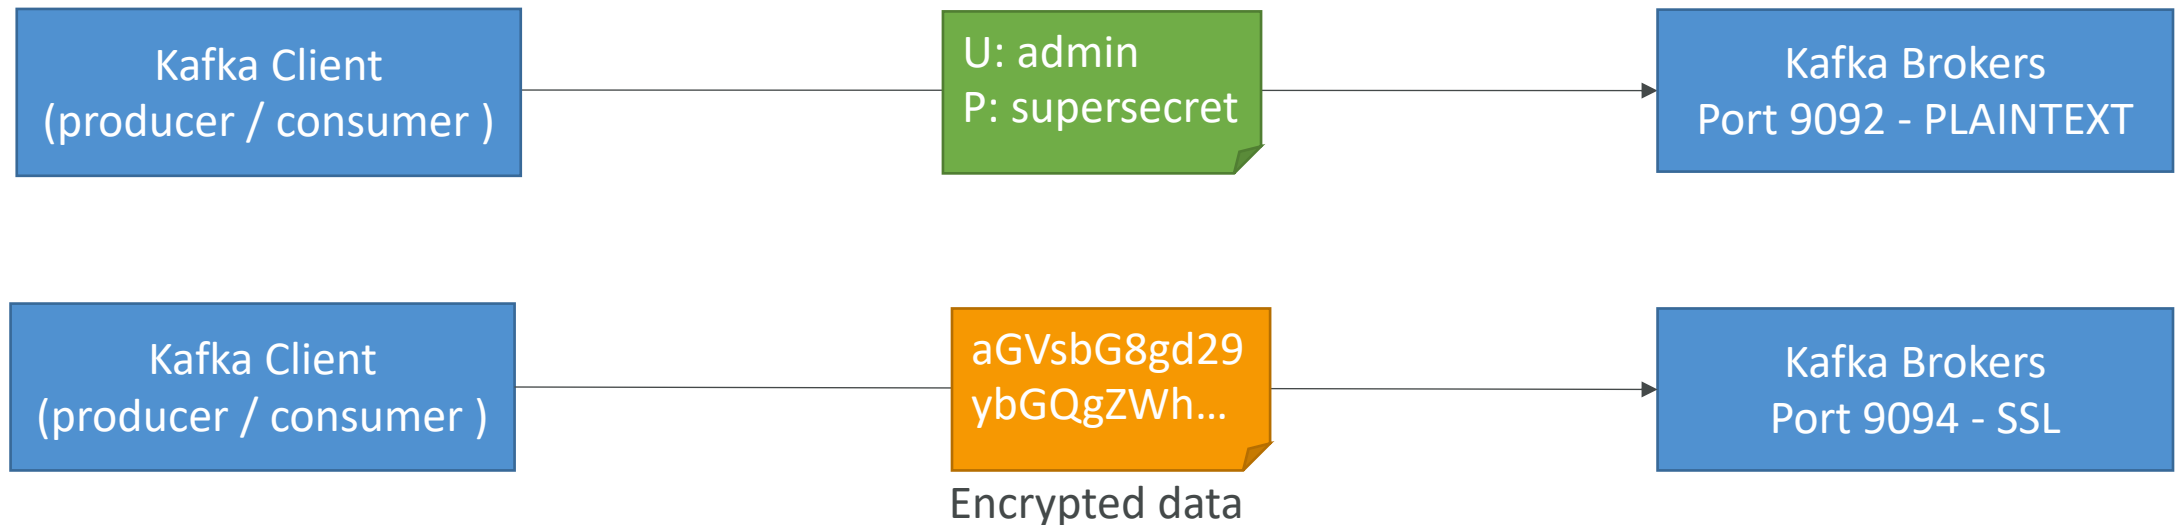 Kafka Client
(producer / consumer )
U: admin
P: supersecret
Kafka Brokers
Port 9092 - PLAINTEXT
Kafka Client
(producer / consumer )
aGVsbG8gd29
ybGQgZWh...
Encrypted data
Kafka Brokers
Port 9094 - SSL